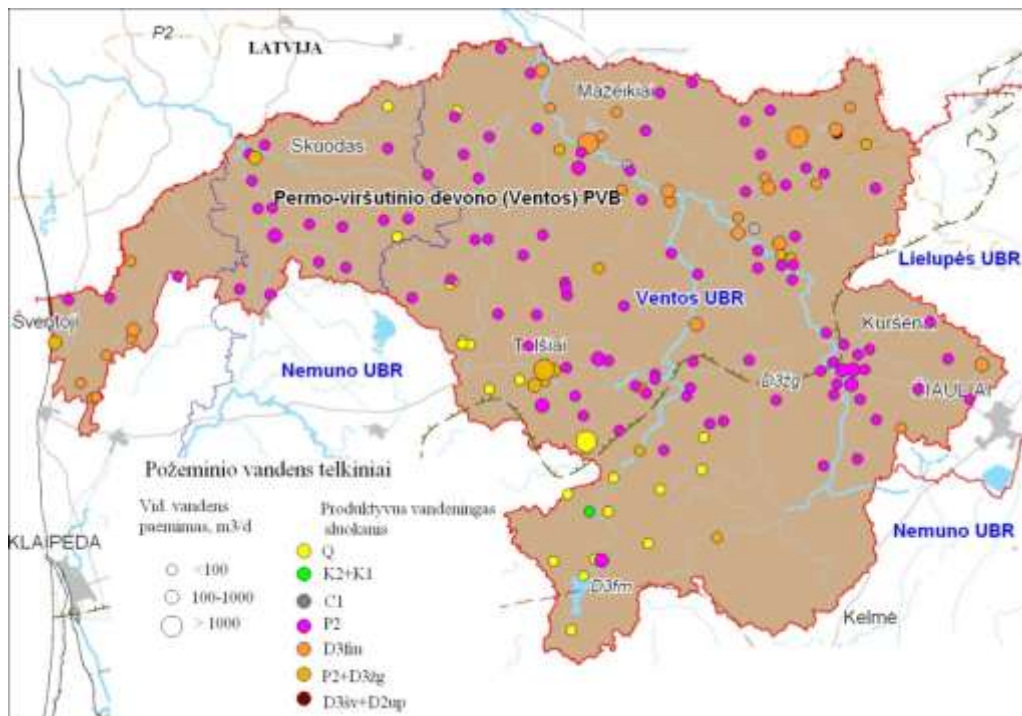 P2
LATVIJA
Mažeikiai
Skuodas
Permo-viršutinio devono (Ventos) PVB
Lielupės UBR
Ventos UBR
Šventoji
Kuršėnai
Nemuno UBR
Telšiai
D3žg
ŠIAULIAI
Požeminio vandens telkiniai
Vid. vandens
paėmimas, m3/d
Produktyvus vandeningas
sluoksnis
Nemuno UBR
KLAIPĖDA
Q
<100
K2+K1
100-1000
C1
> 1000
P2
D3fm
P2+D3žg
D3šv+D2up
D3fm
Kelmė